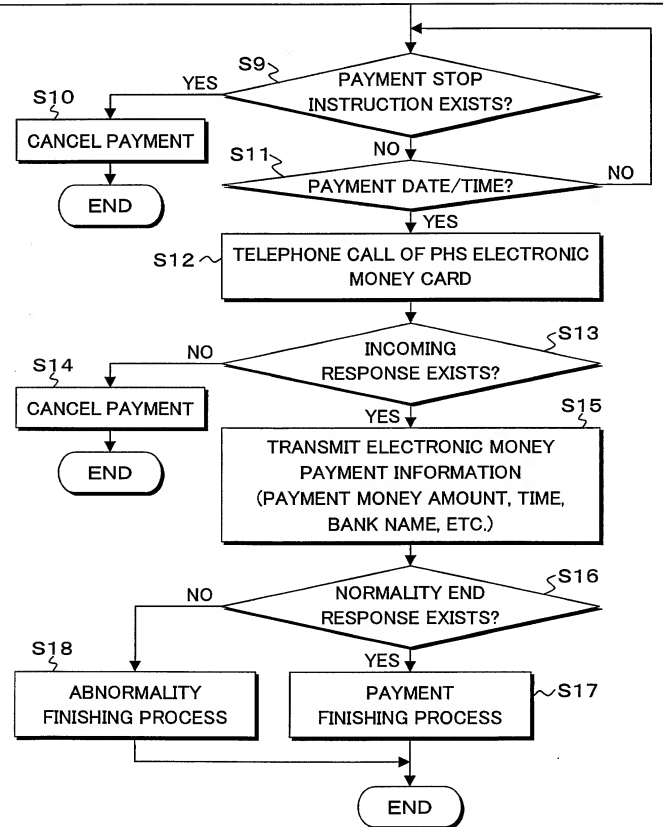 S9
PAYMENT STOP
INSTRUCTION EXISTS?
YES
S10
CANCEL PAYMENT
END
NO
S11
PAYMENT DATE/TIME?
NO
YES
S12
TELEPHONE CALL OF PHS ELECTRONIC
MONEY CARD
S13
INCOMING
RESPONSE EXISTS?
NO
S14
CANCEL PAYMENT
END
YES
S15
TRANSMIT ELECTRONIC MONEY
PAYMENT INFORMATION
(PAYMENT MONEY AMOUNT, TIME,
BANK NAME, ETC.)
S16
NORMALITY END
RESPONSE EXISTS?
NO
S18
ABNORMALITY
FINISHING PROCESS
YES
PAYMENT
FINISHING PROCESS
S17
END